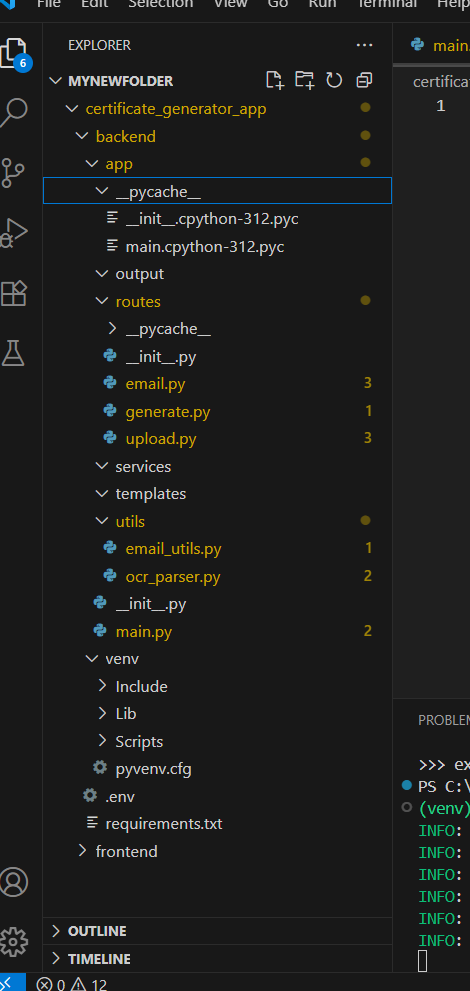 File Edit Selection View Go Run Terminal Help
EXPLORER
main.
6
MYNEWFOLDER
certificate_generator_app
certificat
1
backend
app
__pycache__
__init__.cpython-312.pyc
main.cpython-312.pyc
output
routes
__pycache__
__init__.py
email.py 3
generate.py 1
upload.py 3
services
templates
utils
email_utils.py 1
ocr_parser.py 2
__init__.py
main.py 2
venv
Include
PROBLEM
Lib
Scripts
>>> ex
pyvenv.cfg
PS C:\
.env
(venv)
requirements.txt
INFO:
frontend
INFO:
INFO:
INFO:
INFO:
INFO:
OUTLINE
TIMELINE
0 12